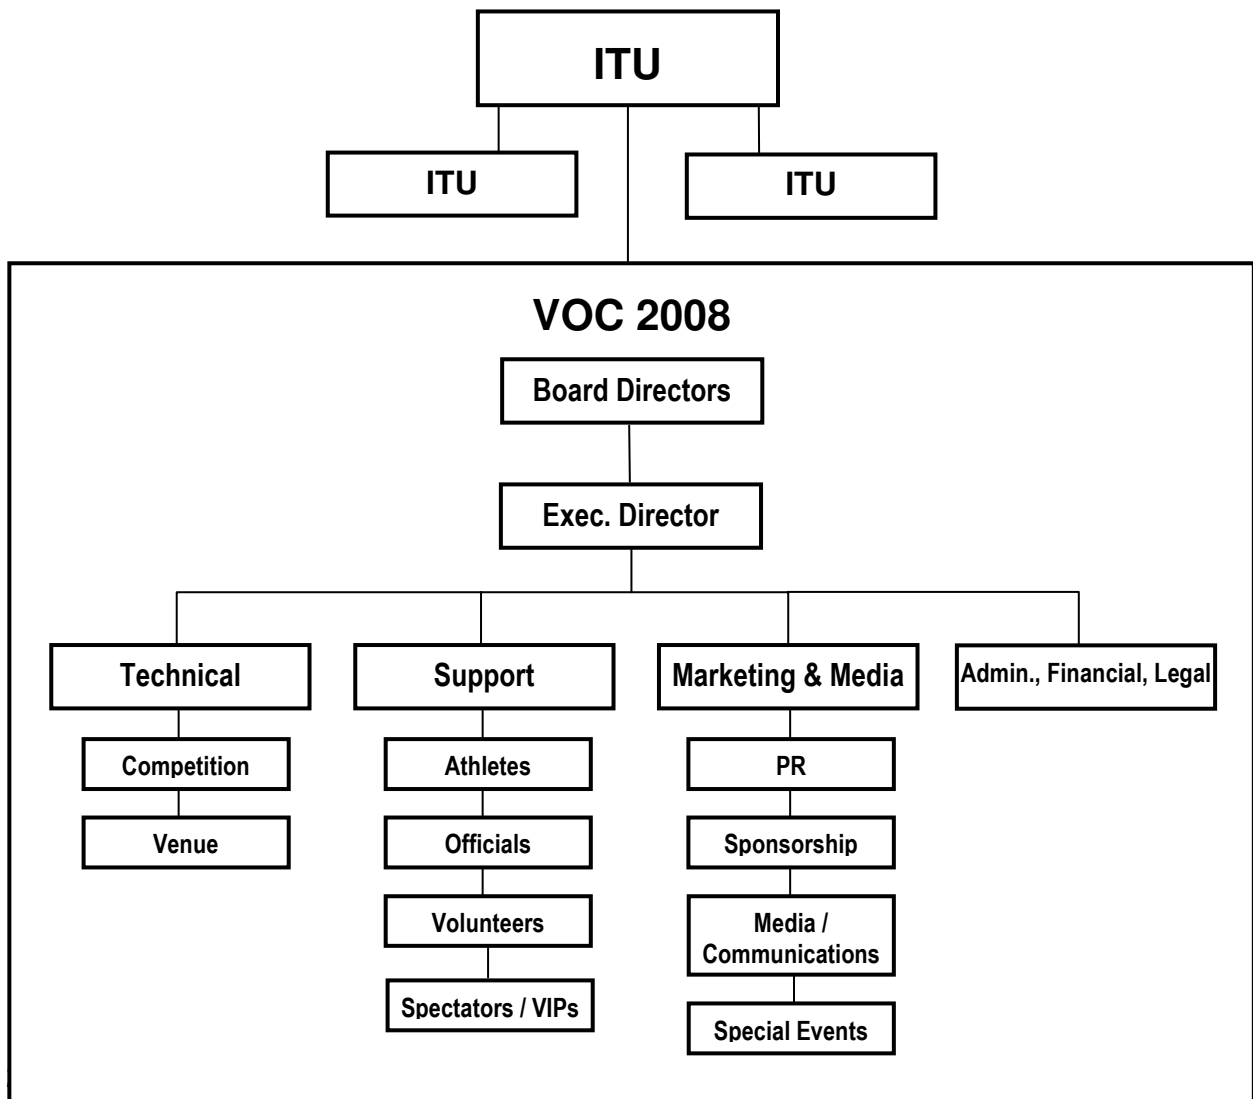 ITU
ITU
ITU
VOC 2008
Board Directors
Exec. Director
Technical
Support
Marketing & Media
Admin., Financial, Legal
Competition
Athletes
PR
Venue
Officials
Sponsorship
Volunteers
Media /
Communications
Spectators / VIPs
Special Events